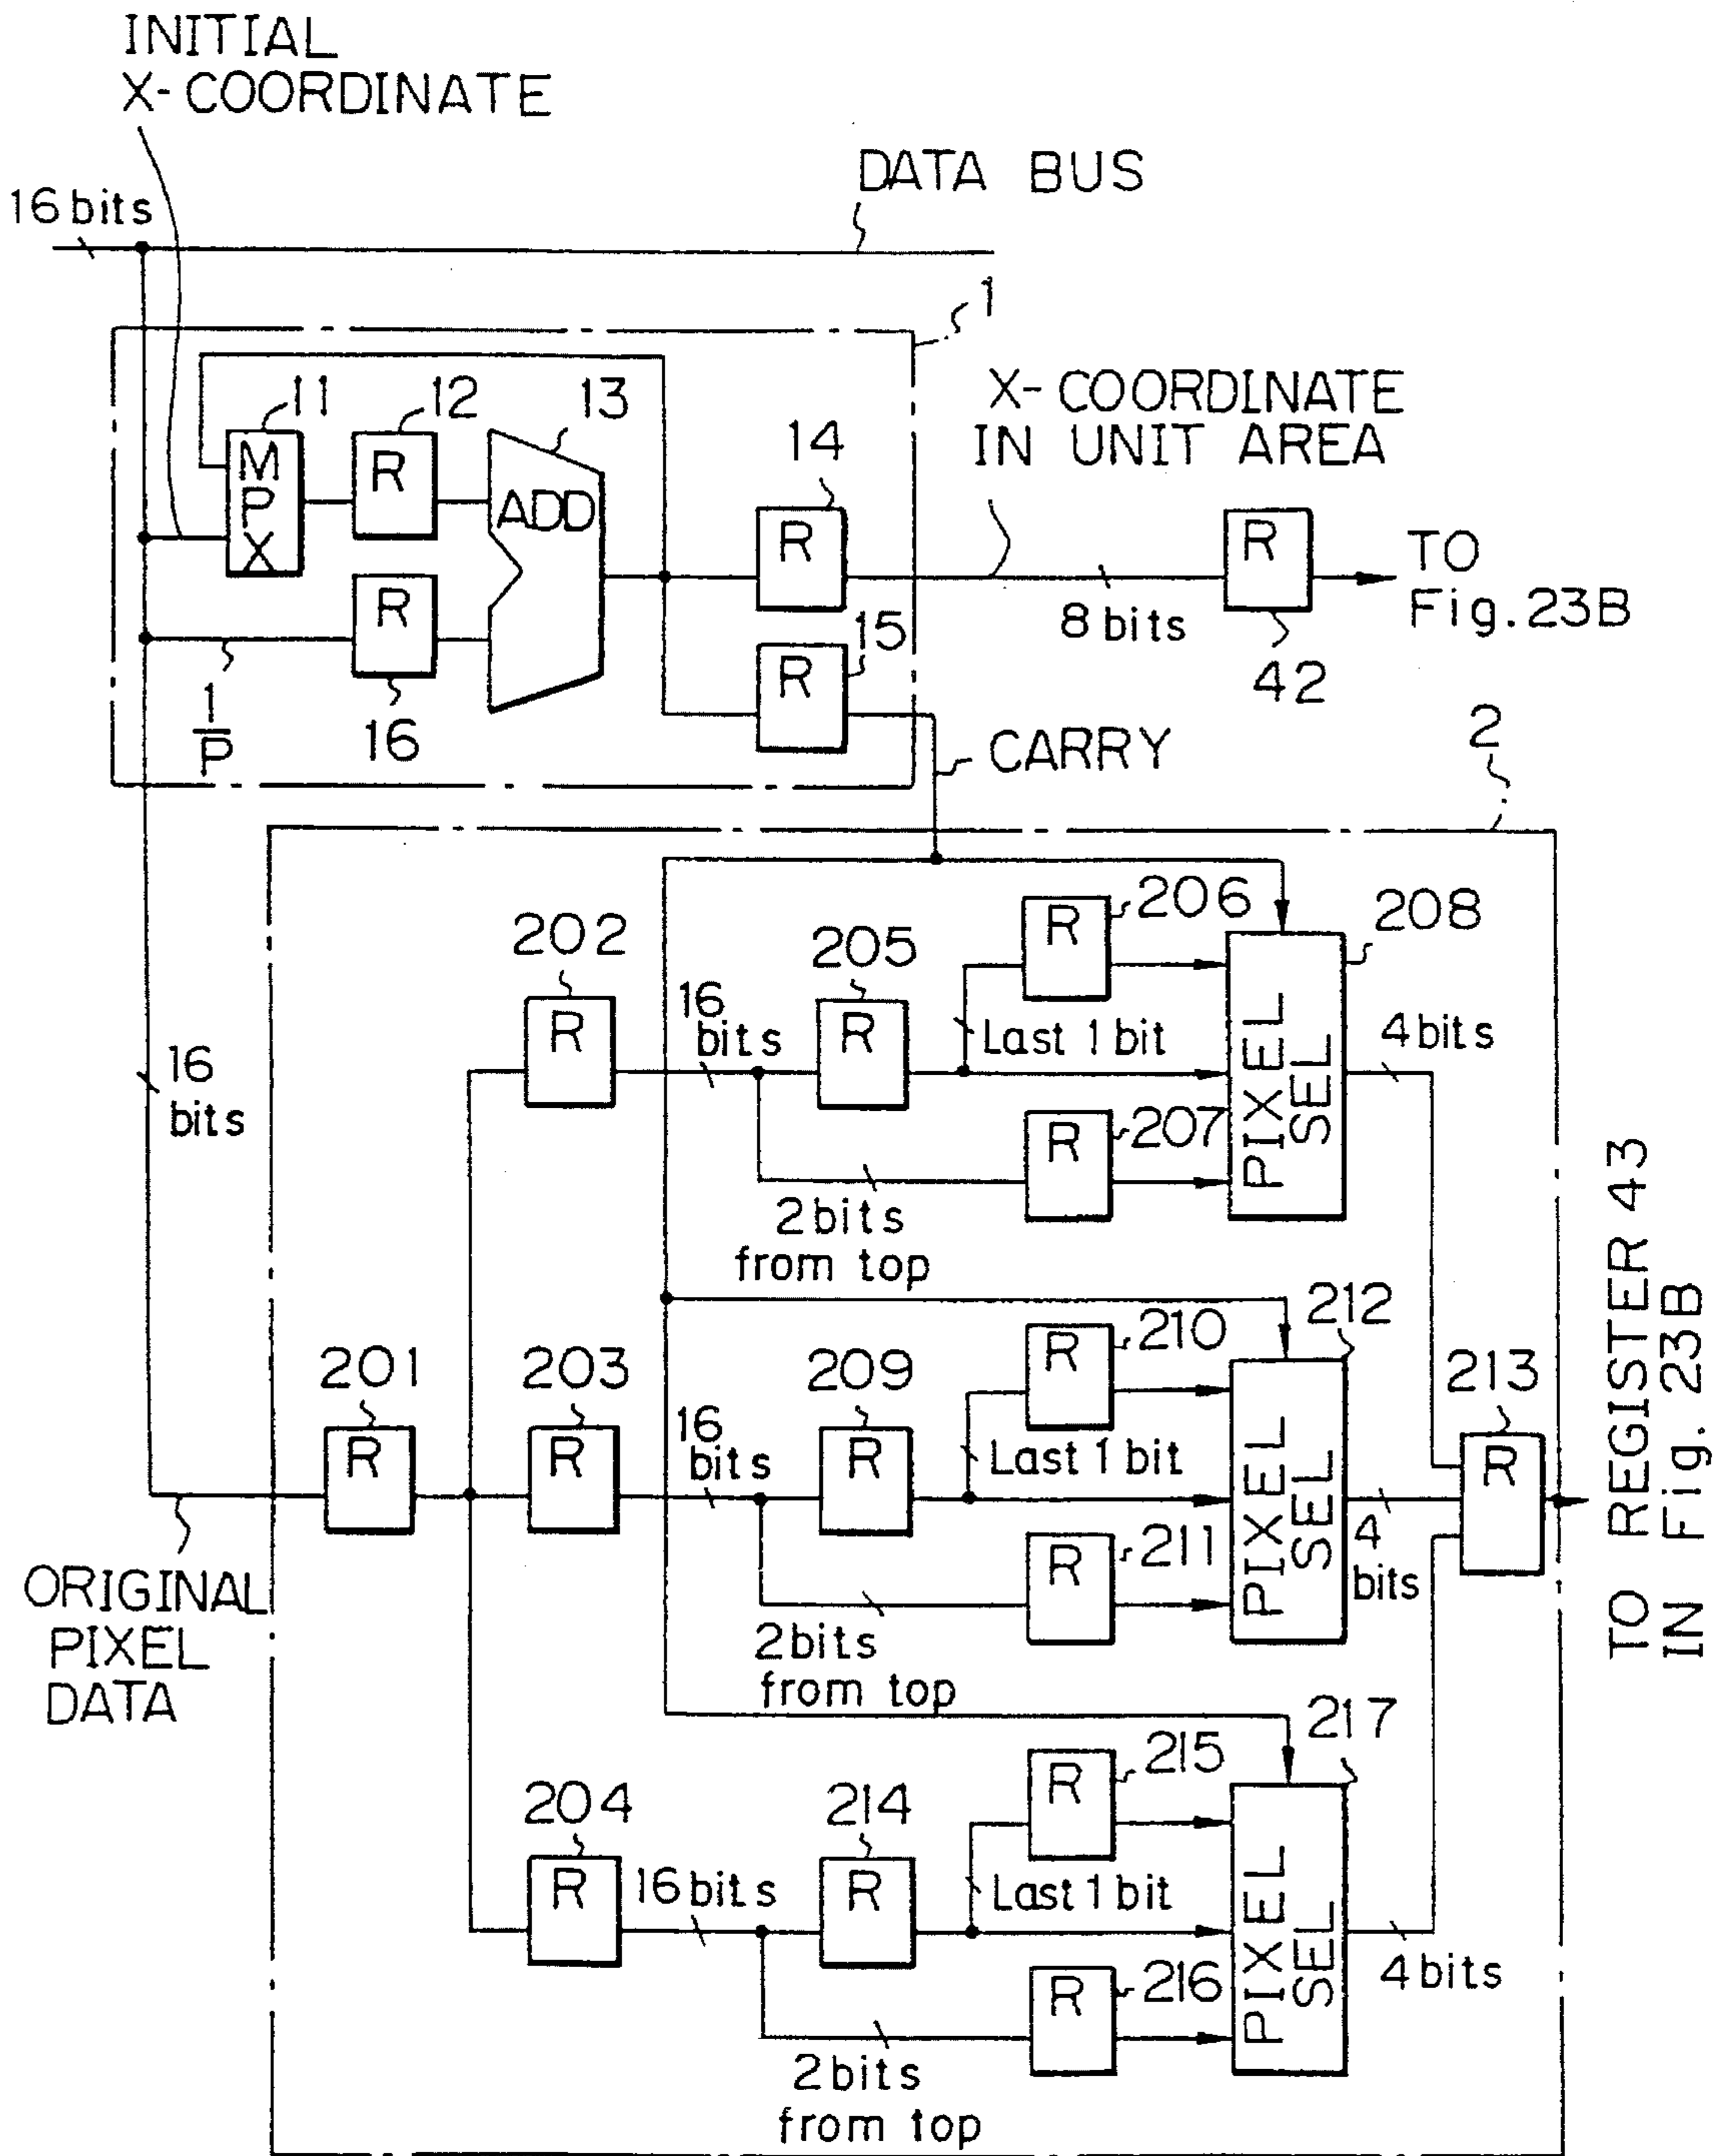 INITIAL
X-COORDINATE
DATA BUS
16 bits
1
11
12
13
14
X-COORDINATE
IN UNIT AREA
M
P
X
R
ADD
R
R
TO
Fig. 23B
R
8 bits
15
R
42
1/P
16
CARRY
2
202
205
206
208
R
R
R
16
bits
Last 1 bit
PIXEL
SEL
4 bits
16
bits
207
R
2 bits
from top
201
203
209
210
212
213
R
R
R
R
16
bits
Last 1 bit
PIXEL
SEL
R
4
bits
211
R
2 bits
from top
ORIGINAL
PIXEL
DATA
TO REGISTER 43
IN Fig. 23B
204
214
215
217
R
R
R
16 bits
Last 1 bit
PIXEL
SEL
4 bits
216
R
2 bits
from top